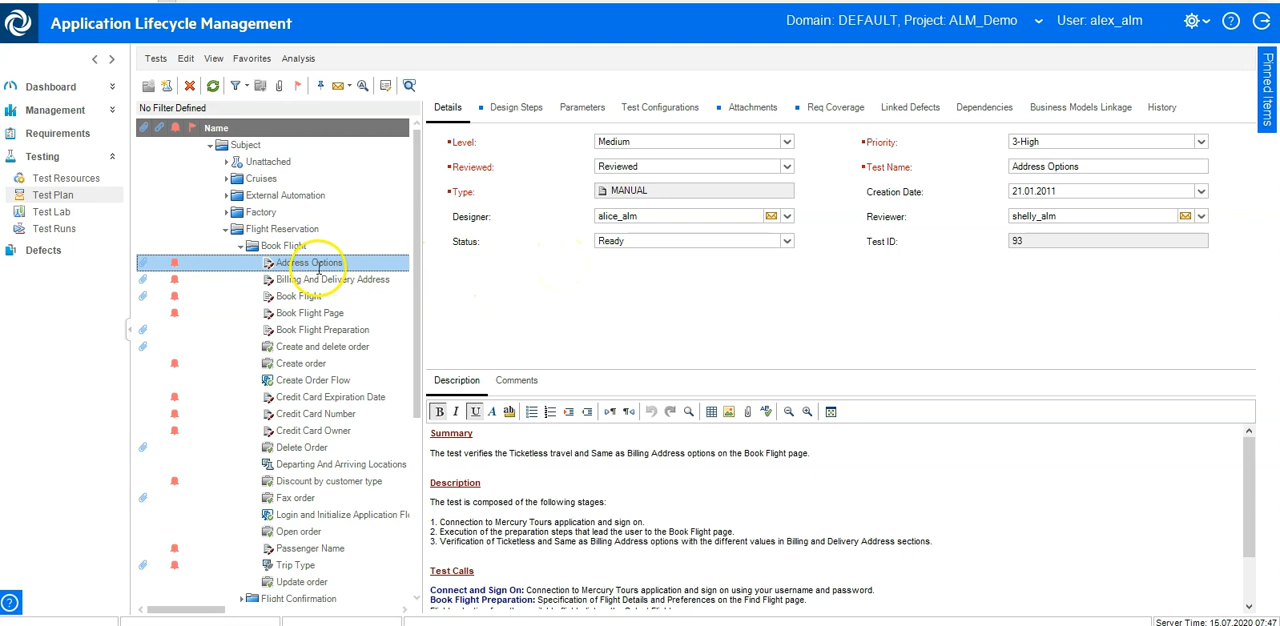 Application Lifecycle Management
Domain: DEFAULT, Project: ALM_Demo
User: alex_alm
Pinned Items
Dashboard
Management
Requirements
Testing
Test Resources
Test Plan
Test Lab
Test Runs
Defects
Tests Edit View Favorites Analysis
No Filter Defined
Name
Subject
Unattached
Cruises
External Automation
Factory
Flight Reservation
Book Flight
Address Options
Billing And Delivery Address
Book Flight
Book Flight Page
Book Flight Preparation
Create and delete order
Create order
Create Order Flow
Credit Card Expiration Date
Credit Card Number
Credit Card Owner
Delete Order
Departing And Arriving Locations
Discount by customer type
Fax order
Login and Initialize Application Fl
Open order
Passenger Name
Trip Type
Update order
Flight Confirmation
Details Design Steps Parameters Test Configurations Attachments Req Coverage Linked Defects Dependencies Business Models Linkage History
Level: Medium
Priority: 3-High
Reviewed: Reviewed
Test Name: Address Options
Type: MANUAL
Creation Date: 21.01.2011
Designer: alice_alm
Reviewer: shelly_alm
Status: Ready
Test ID: 93
Description Comments
Summary
The test verifies the Ticketless travel and Same as Billing Address options on the Book Flight page.
Description
The test is composed of the following stages:
1. Connection to Mercury Tours application and sign on.
2. Execution of the preparation steps that lead the user to the Book Flight page.
3. Verification of Ticketless and Same as Billing Address options with the different values in Billing and Delivery Address sections.
Test Calls
Connect and Sign On: Connection to Mercury Tours application and sign on using your username and password.
Book Flight Preparation: Specification of Flight Details and Preferences on the Find Flight page.
Server Time: 15.07.2020 07:47